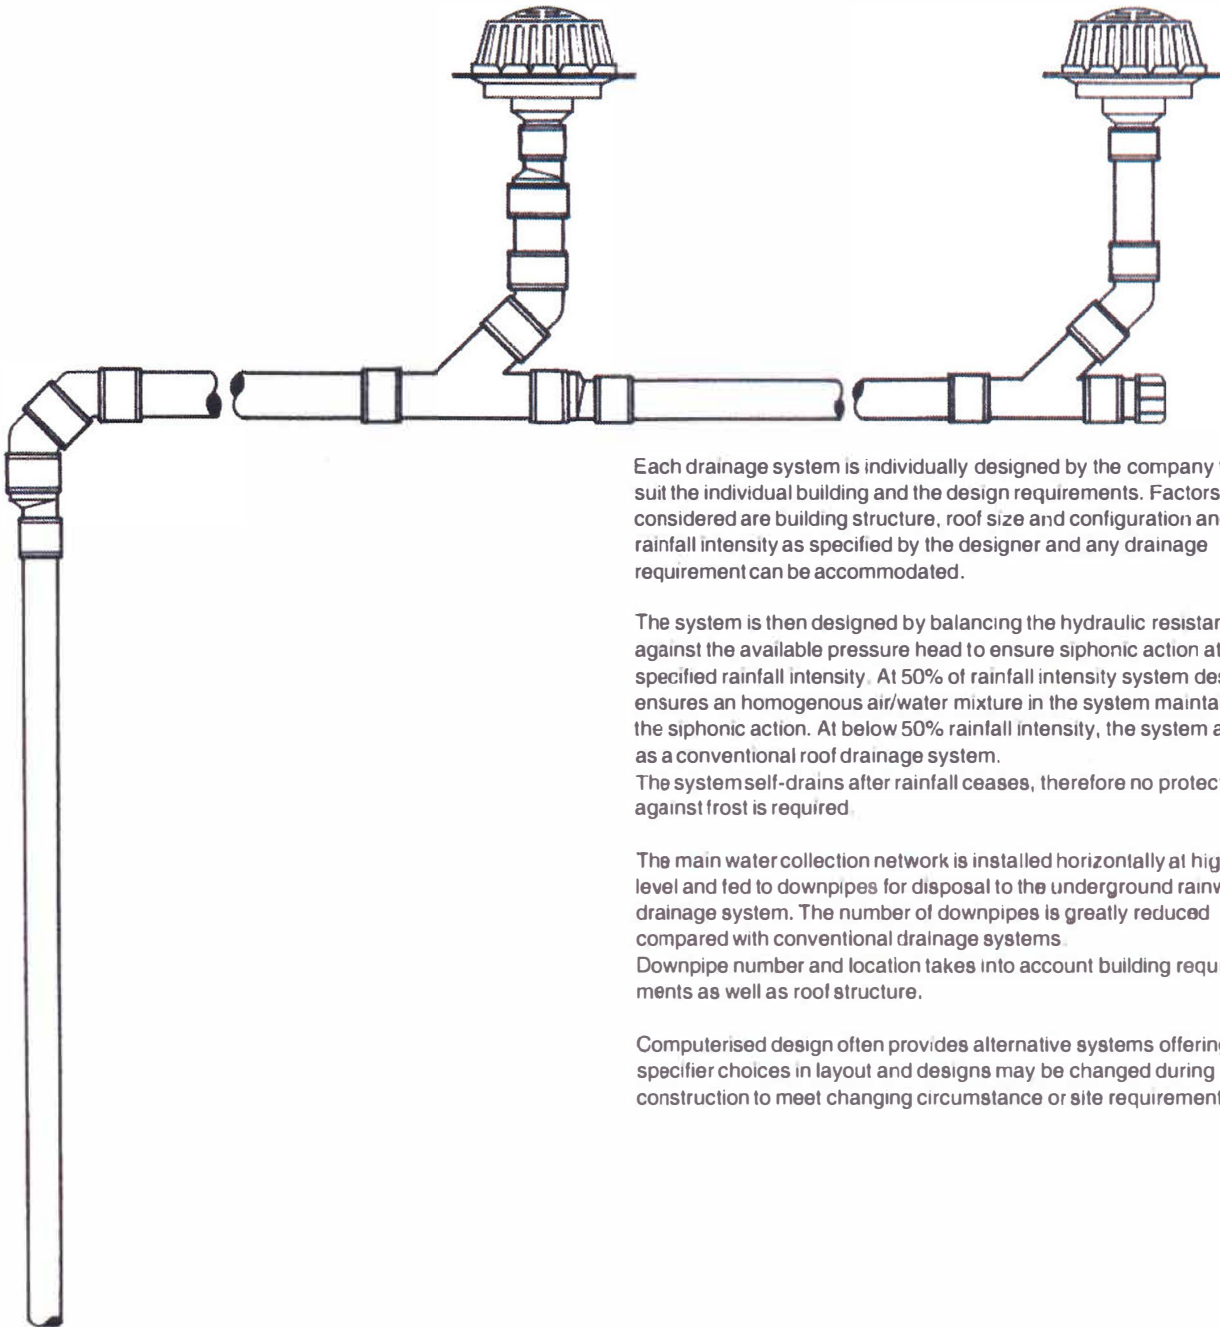 Each drainage system is individually designed by the company
suit the individual building and the design requirements. Factors
considered are building structure, roof size and configuration an
rainfall intensity as specified by the designer and any drainage
requirement can be accommodated.
The system is then designed by balancing the hydraulic resistan
against the available pressure head to ensure siphonic action at
specified rainfall intensity. At 50% of rainfall intensity system des
ensures an homogenous air/water mixture in the system mainta
the siphonic action. At below 50% rainfall intensity, the system a
as a conventional roof drainage system.
The system self-drains after rainfall ceases, therefore no protect
against frost is required.
The main water collection network is installed horizontally at hig
level and fed to downpipes for disposal to the underground rainw
drainage system. The number of downpipes is greatly reduced
compared with conventional drainage systems.
Downpipe number and location takes into account building requi
ments as well as roof structure.
Computerised design often provides alternative systems offering
specifier choices in layout and designs may be changed during
construction to meet changing circumstance or site requirement